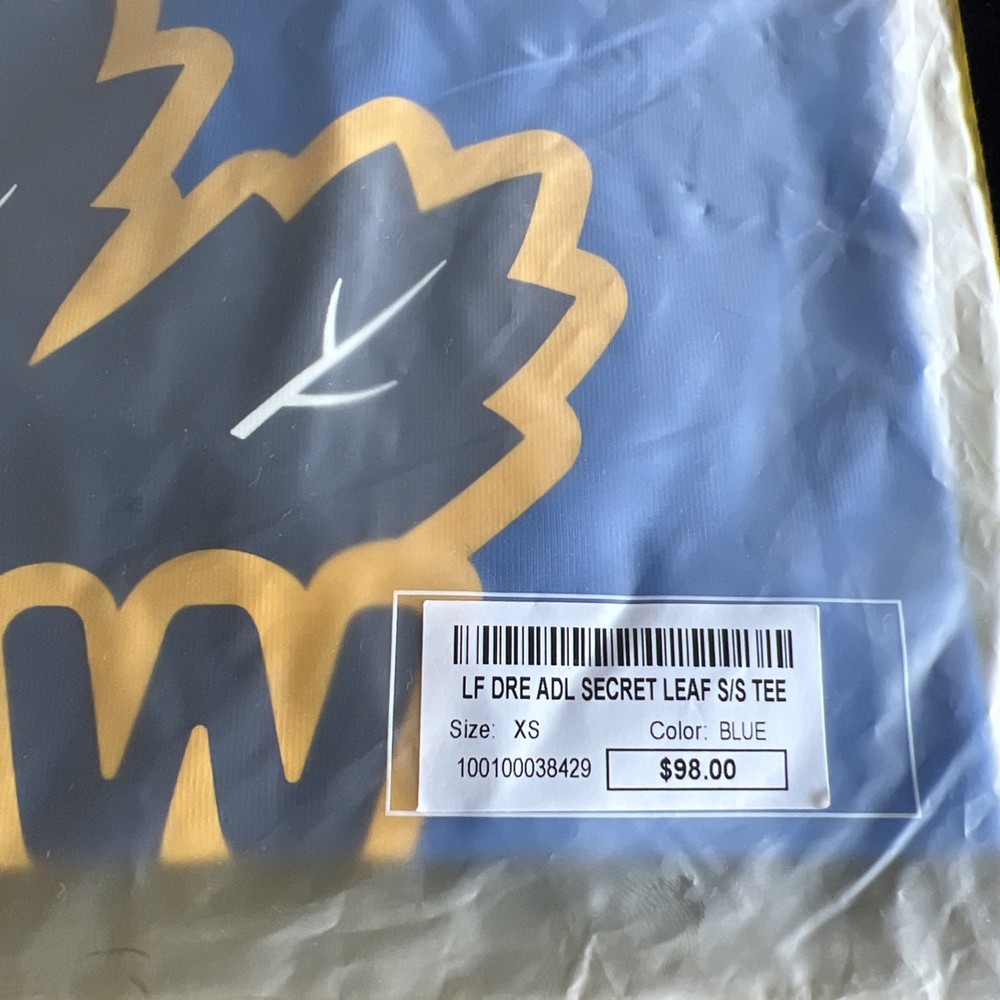 W
LF DRE ADL SECRET LEAF S/S TEE
Size: XS Color: BLUE
100100038429 $98.00